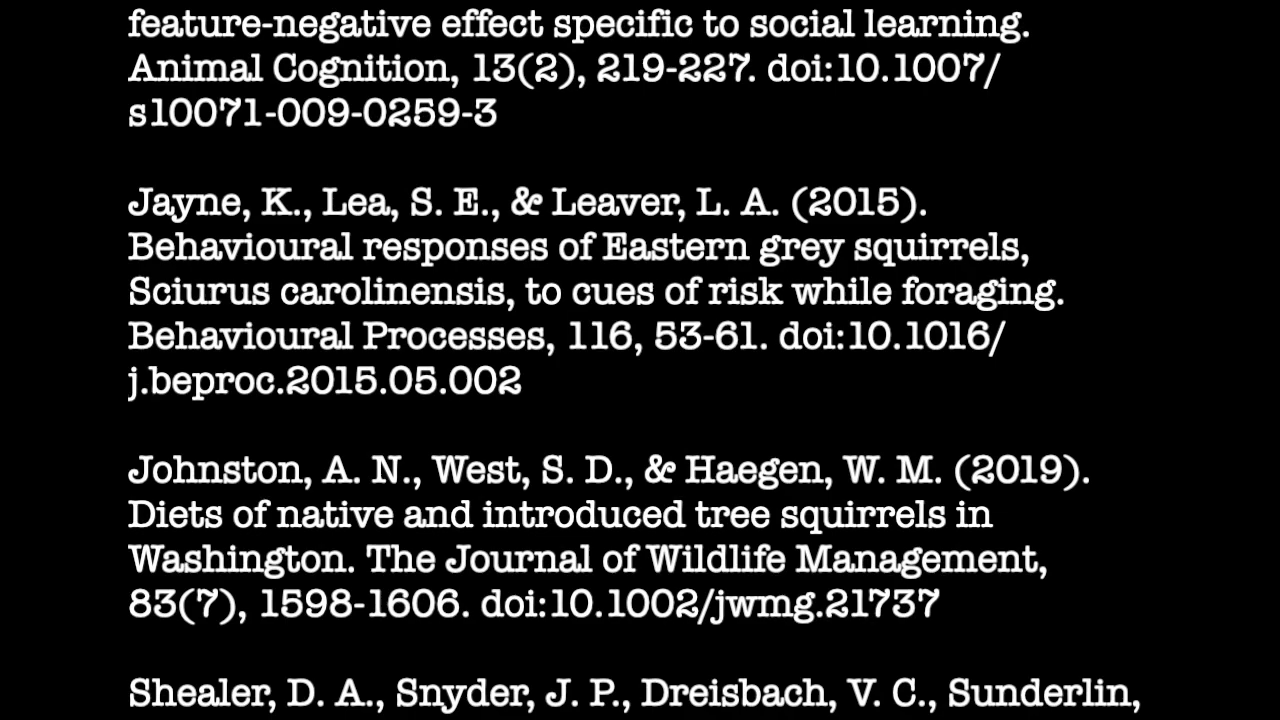 feature-negative effect specific to social learning.
Animal Cognition, 13(2), 219-227. doi:10.1007/
s10071-009-0259-3
Jayne, K., Lea, S. E., & Leaver, L. A. (2015).
Behavioural responses of Eastern grey squirrels,
Sciurus carolinensis, to cues of risk while foraging.
Behavioural Processes, 116, 53-61. doi:10.1016/
j.beproc.2015.05.002
Johnston, A. N., West, S. D., & Haegen, W. M. (2019).
Diets of native and introduced tree squirrels in
Washington. The Journal of Wildlife Management,
83(7), 1598-1606. doi:10.1002/jwmg.21737
Shealer, D. A., Snyder, J. P., Dreisbach, V. C., Sunderlin,